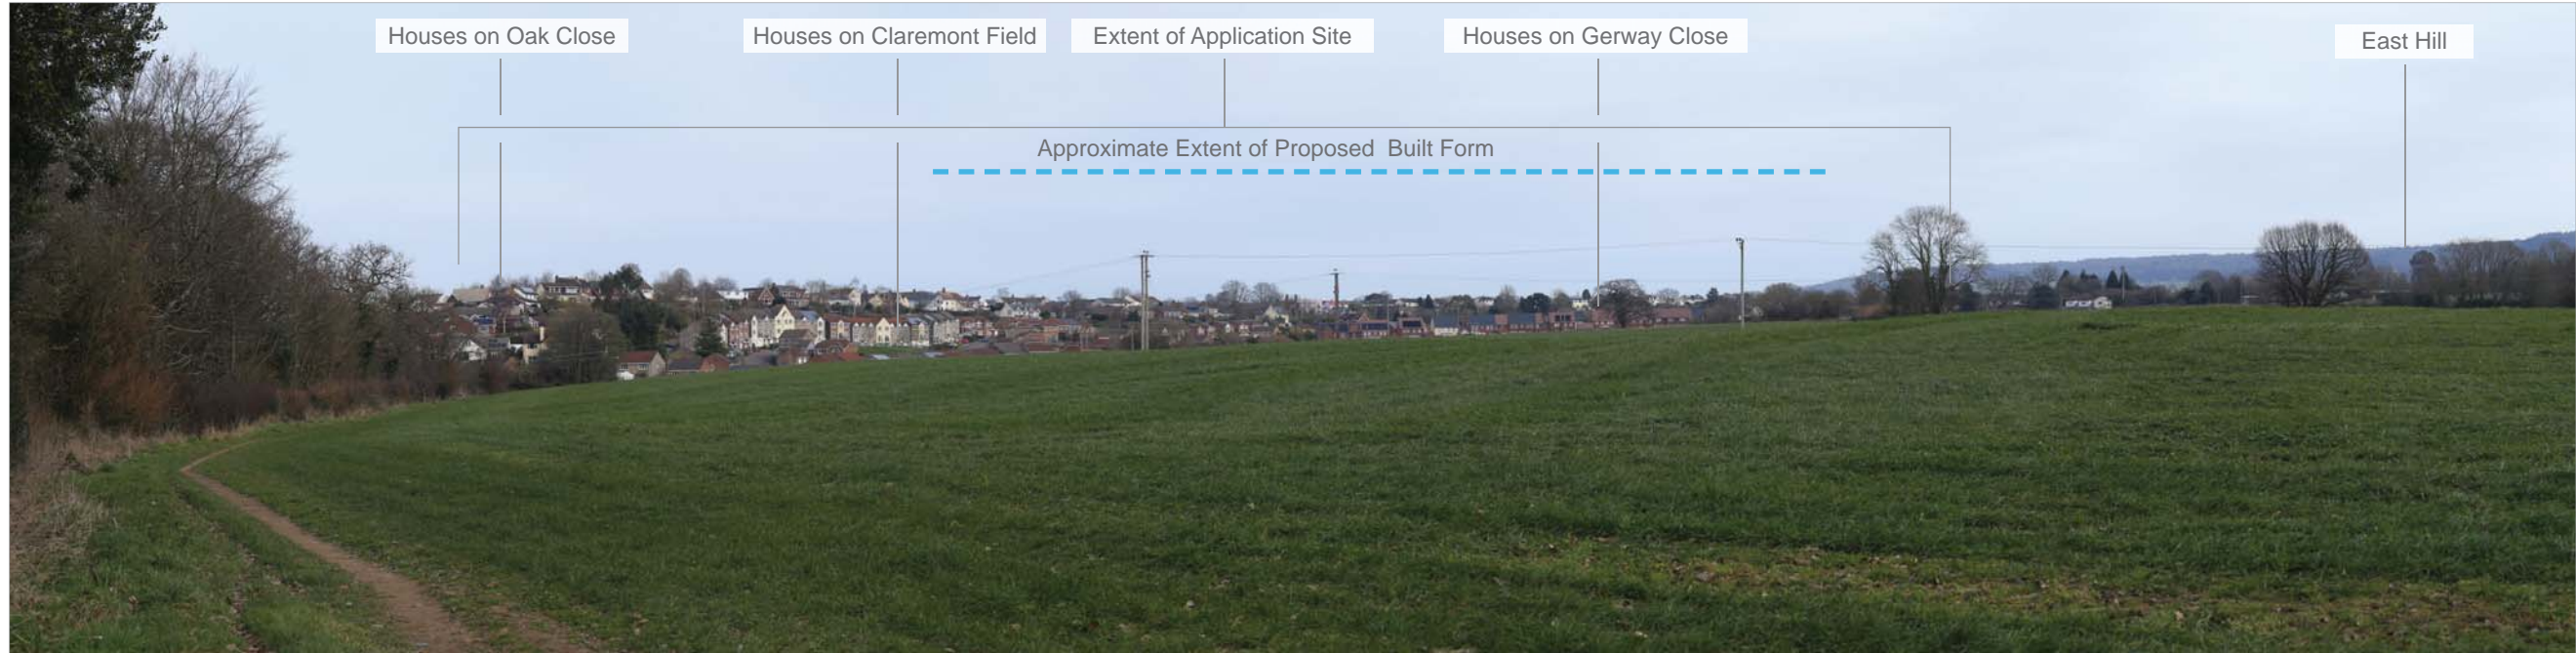 Houses on Oak Close
Houses on Claremont Field
Extent of Application Site
Houses on Gerway Close
East Hill
Approximate Extent of Proposed Built Form